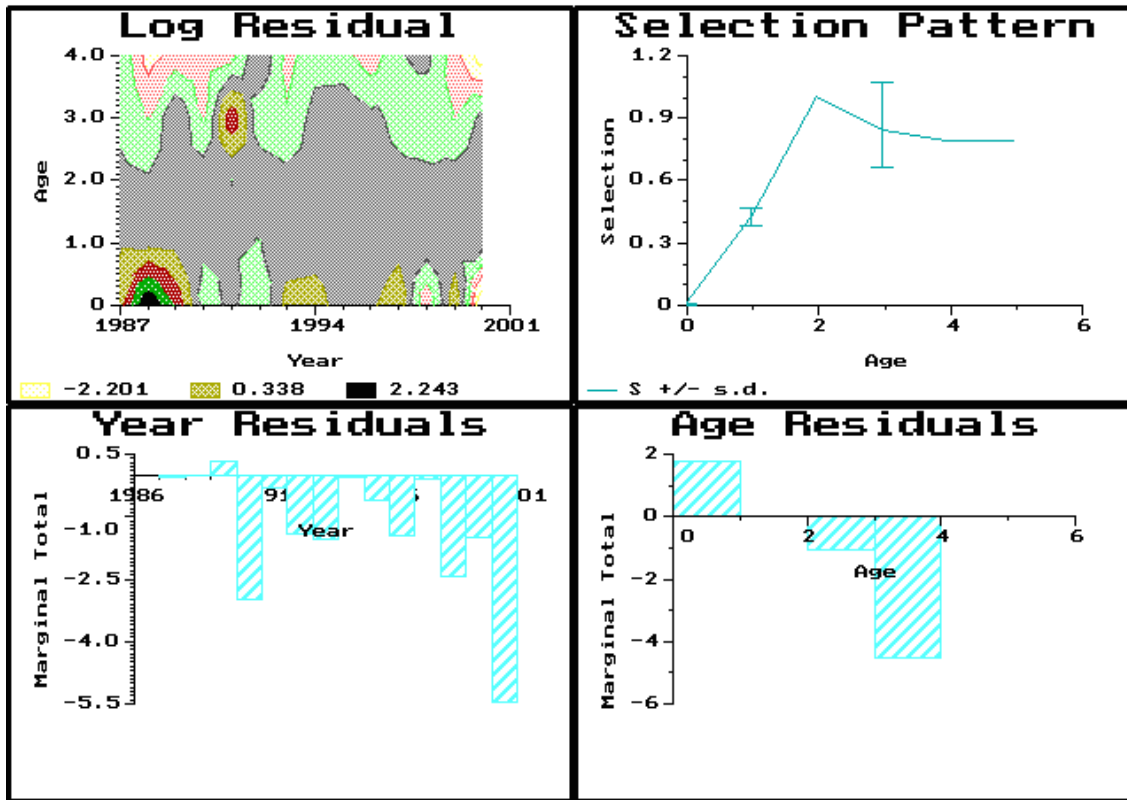 Log Residual
4.0
3.0
2.0
1.0
0
Age
1987 1994 2001
Year
-2.201 0.338 2.243
Selection Pattern
1.2
0.9
0.6
0.3
0
Selection
0 2 4 6
Age
S +/- s.d.
Year Residuals
0.5
-1.0
-2.5
-4.0
-5.5
Marginal Total
1986 91 01
Year
Age Residuals
2
0
-2
-4
-6
Marginal Total
0 2 4 6
Age